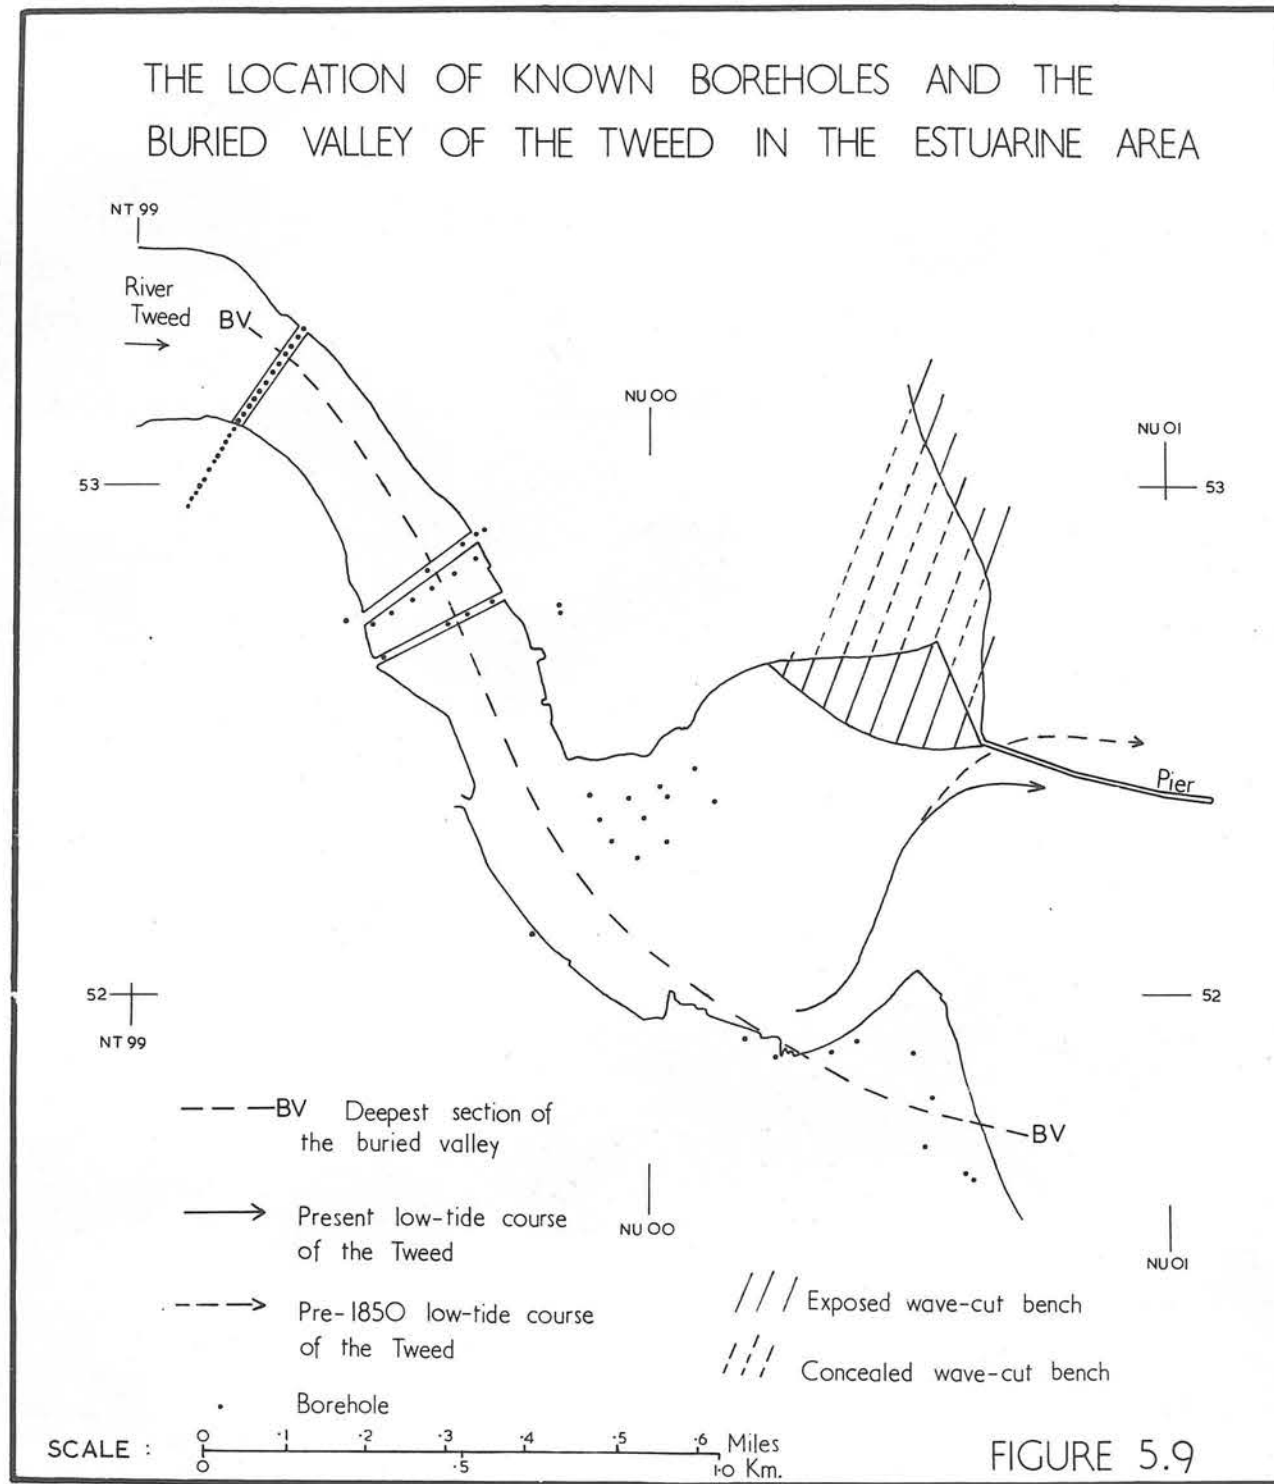 THE LOCATION OF KNOWN BOREHOLES AND THE
BURIED VALLEY OF THE TWEED IN THE ESTUARINE AREA
NT 99
River
Tweed
BV
NU 00
NU 01
53
53
Pier
52
NT 99
52
BV
NU 00
NU 01
BV Deepest section of
the buried valley
Present low-tide course
of the Tweed
Pre-1850 low-tide course
of the Tweed
Borehole
Exposed wave-cut bench
Concealed wave-cut bench
SCALE :
0 ·1 ·2 ·3 ·4 ·5 ·6 Miles
0 ·5 1·0 Km.
FIGURE 5.9